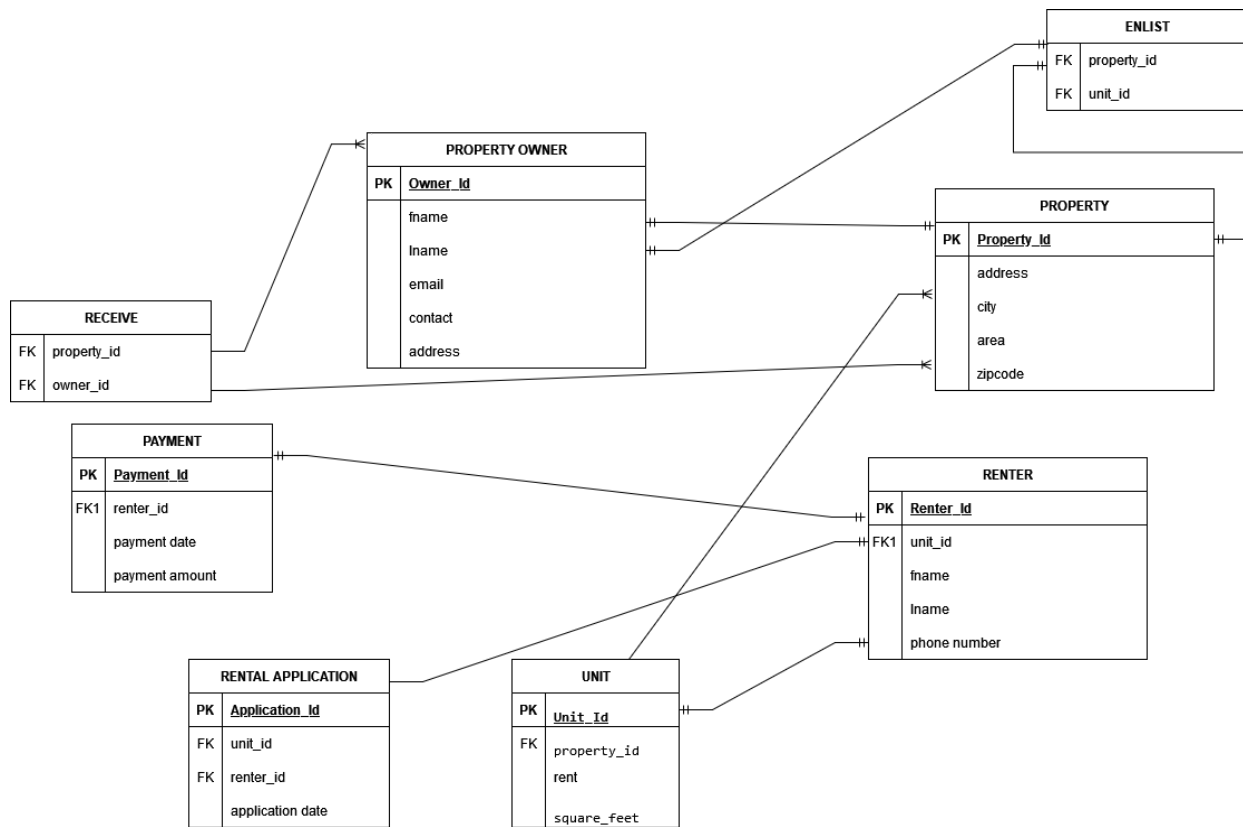 ENLIST
FK property_id
FK unit_id
PROPERTY OWNER
PK Owner_Id
fname
lname
email
contact
address
PROPERTY
PK Property_Id
address
city
area
zipcode
RECEIVE
FK property_id
FK owner_id
PAYMENT
PK Payment_Id
FK1 renter_id
payment date
payment amount
RENTER
PK Renter_Id
FK1 unit_id
fname
lname
phone number
RENTAL APPLICATION
PK Application_Id
FK unit_id
FK renter_id
application date
UNIT
PK Unit_Id
FK property_id
rent
square_feet